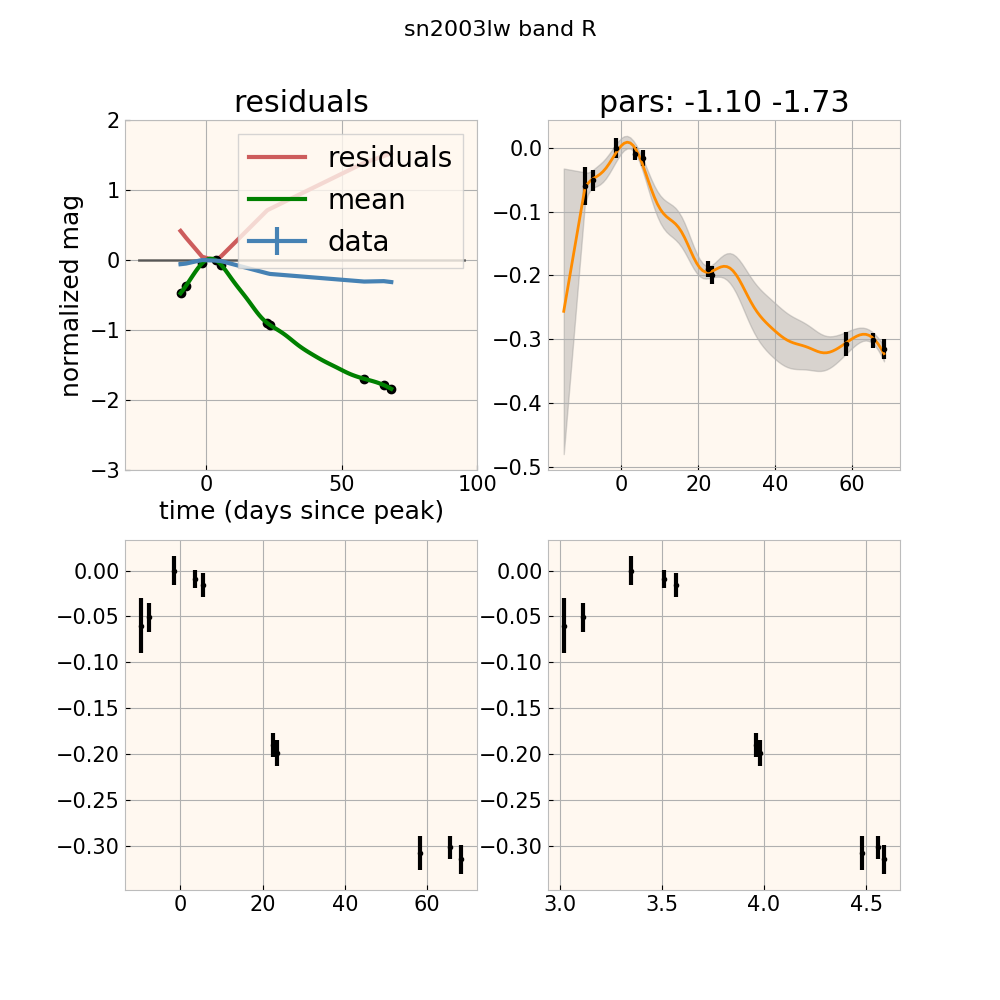 sn2003lw band R
residuals
pars: -1.10 -1.73
normalized mag
2
1
0
−1
−2
−3
residuals
mean
data
0 50 100
time (days since peak)
0.0
−0.1
−0.2
−0.3
−0.4
−0.5
0 20 40 60
0.00
−0.05
−0.10
−0.15
−0.20
−0.25
−0.30
0 20 40 60
0.00
−0.05
−0.10
−0.15
−0.20
−0.25
−0.30
3.0 3.5 4.0 4.5